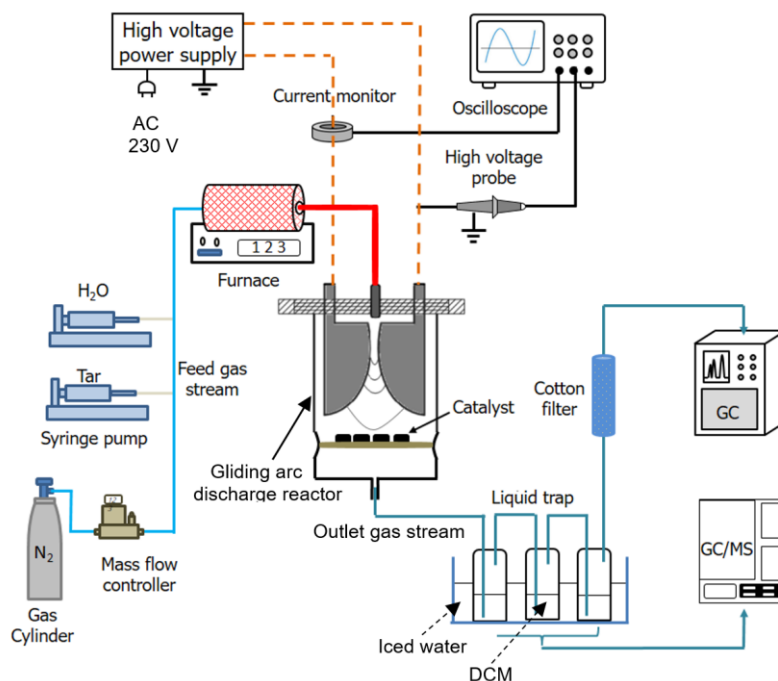 High voltage
power supply
AC
230 V
Current monitor
Oscilloscope
High voltage
probe
1 2 3
Furnace
H₂O
Tar
Syringe pump
Feed gas
stream
N₂
Gas
Cylinder
Mass flow
controller
Gliding arc
discharge reactor
Catalyst
Outlet gas stream
Liquid trap
Cotton
filter
GC
GC/MS
Iced water
DCM